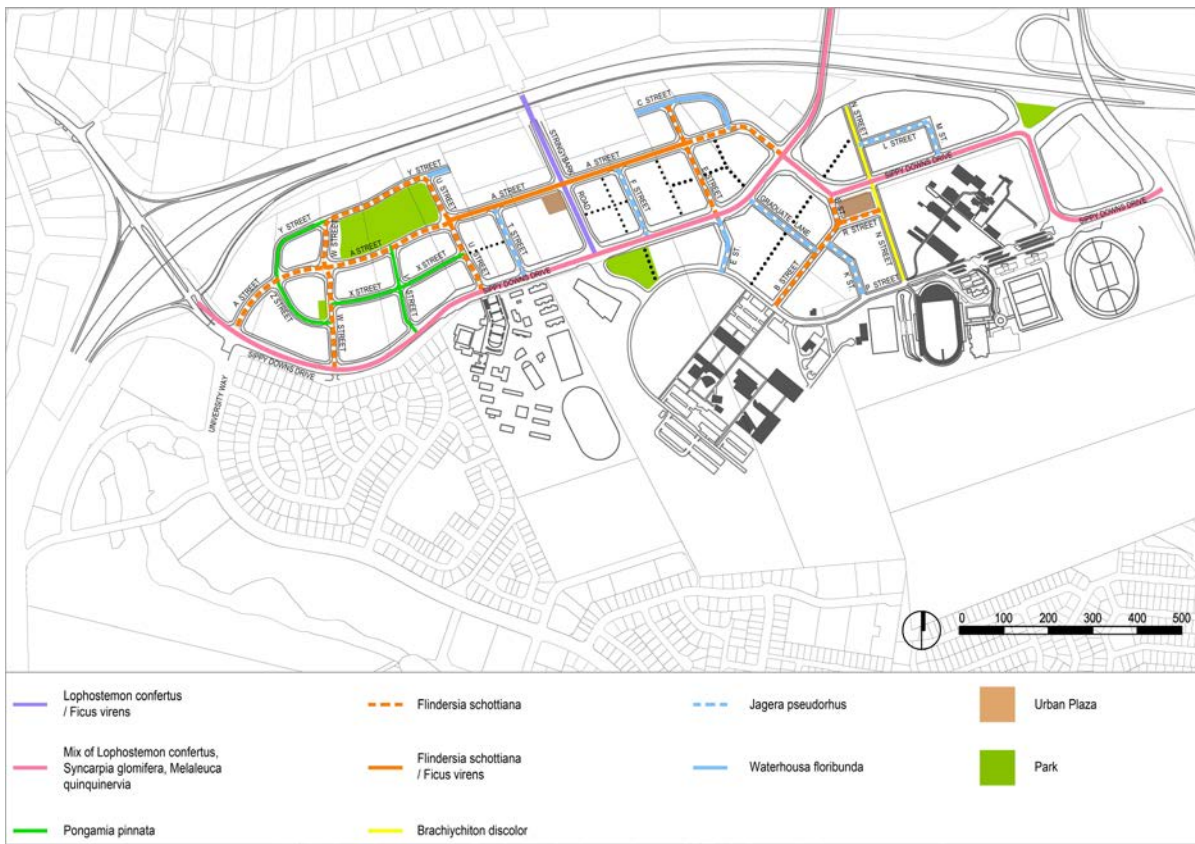 C STREET
STRINGYBARK
ROAD
A STREET
A STREET
Y STREET
U STREET
N STREET
M ST.
L STREET
SIPPY DOWNS DRIVE
F STREET
GRADUATE LANE
R STREET
N STREET
Y STREET
W STREET
A STREET
X STREET
U STREET
E ST.
B STREET
K ST.
P STREET
SIPPY DOWNS DRIVE
A STREET
Z STREET
X STREET
W STREET
SIPPY DOWNS DRIVE
SIPPY DOWNS DRIVE
UNIVERSITY WAY
0 100 200 300 400 500
Lophostemon confertus
/ Ficus virens
Flindersia schottiana
Jagera pseudorhus
Urban Plaza
Mix of Lophostemon confertus,
Syncarpia glomifera, Melaleuca
quinquinervia
Flindersia schottiana
/ Ficus virens
Waterhousa floribunda
Park
Pongamia pinnata
Brachiychiton discolor